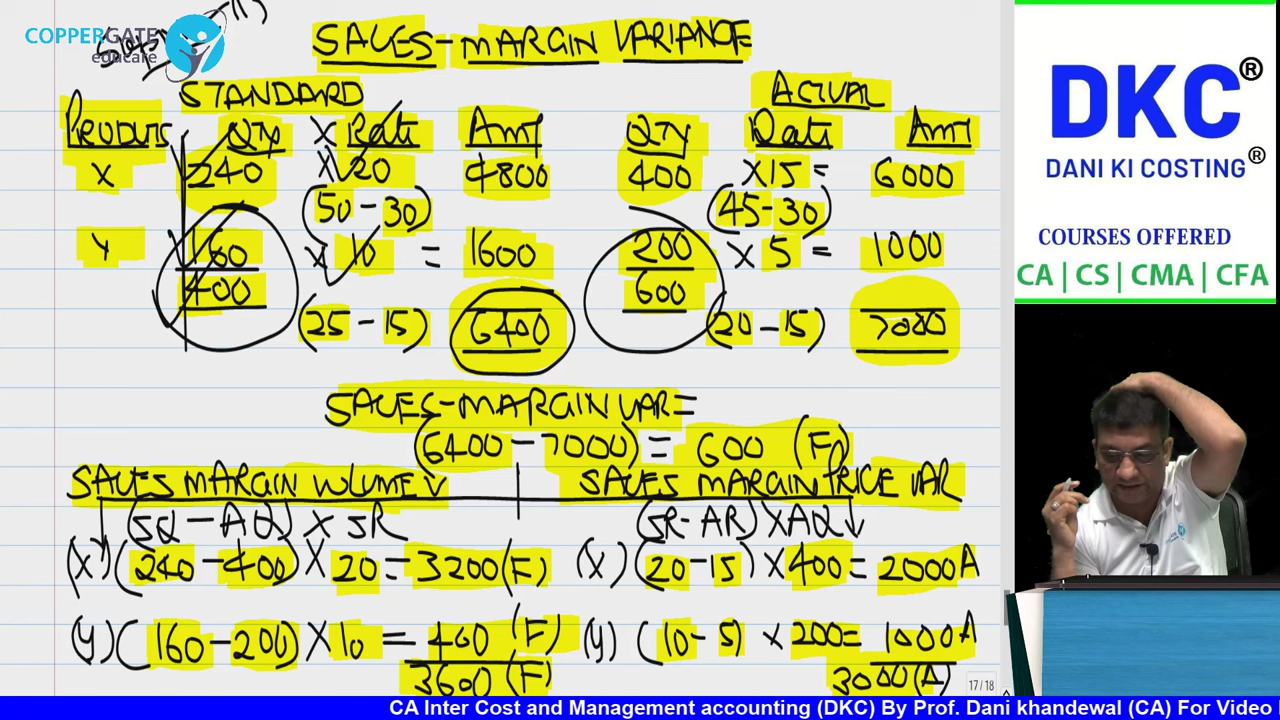 COPPERGATE
educate
SALES-MARGIN VARIANCE
STANDARD
ACTUAL
PRODUCTS QTY X Rate Amt QTY Rate Amt
X 240 X 20 4800 400 X15 = 6000
(50-30) (45-30)
Y 160 X 10 = 1600 200 X 5 = 1000
400 600
(25-15) 6400 (20-15) 7000
SALES-MARGIN VAR=
(6400-7000) = 600 (F)
SALES MARGIN VOLUME V SALES MARGIN PRICE VAR
(SQ-AQ) X SR (SR-AR) X AQ
(X) (240-400) X 20 = 3200 (F) (X) (20-15) X 400 = 2000A
(Y) (160-200) X 10 = 400 (F) (Y) (10-5) X 200 = 1000A
3600 (F) 3000 (A)
17/18
DKC®
DANI KI COSTING®
COURSES OFFERED
CA | CS | CMA | CFA
CA Inter Cost and Management accounting (DKC) By Prof. Dani khandewal (CA) For Video